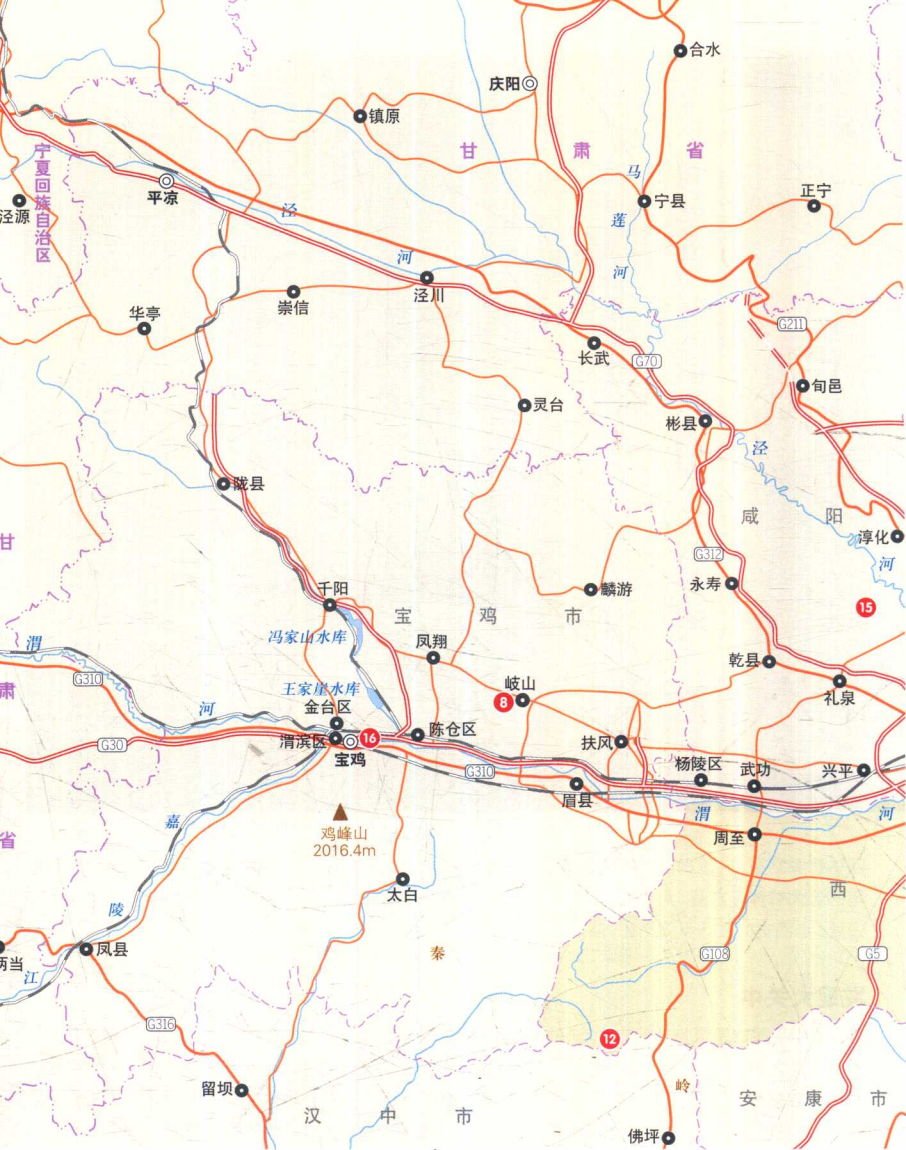 合水
庆阳
镇原
甘 肃 省
宁夏回族自治区
马
平凉
宁县
正宁
泾源
泾
莲
河
河
崇信
泾川
华亭
G211
长武
G70
旬邑
灵台
彬县
泾
陇县
咸 阳
淳化
甘
河
G312
千阳
麟游
永寿
15
宝 鸡 市
冯家山水库
渭
凤翔
乾县
G310
王家崖水库
岐山
肃
8
礼泉
河
金台区
陈仓区
渭滨区
16
扶风
G30
宝鸡
杨陵区
武功
兴平
G310
眉县
渭
河
嘉
鸡峰山
2016.4m
周至
省
太白
西
陵
凤县
秦
G108
G5
两当
江
G316
12
留坝
岭
安 康 市
汉 中 市
佛坪